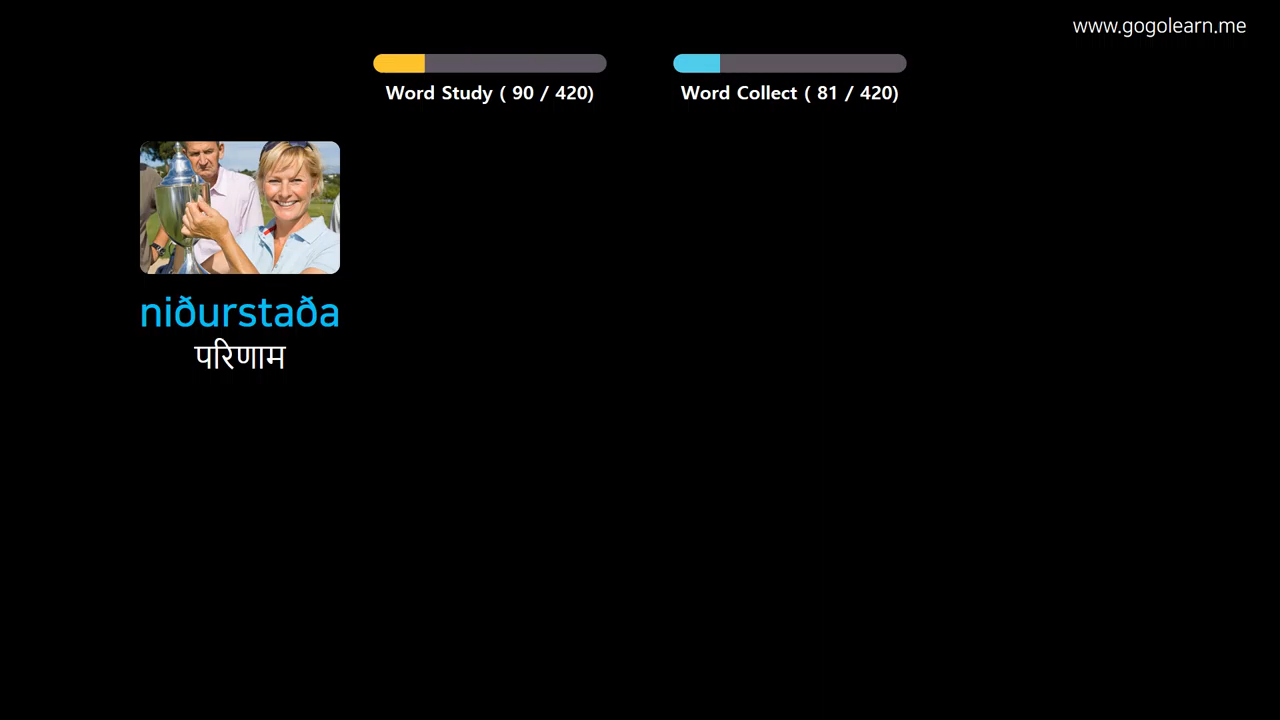 www.gogolearn.me
Word Study ( 90 / 420)
Word Collect ( 81 / 420)
niðurstaða
परिणाम